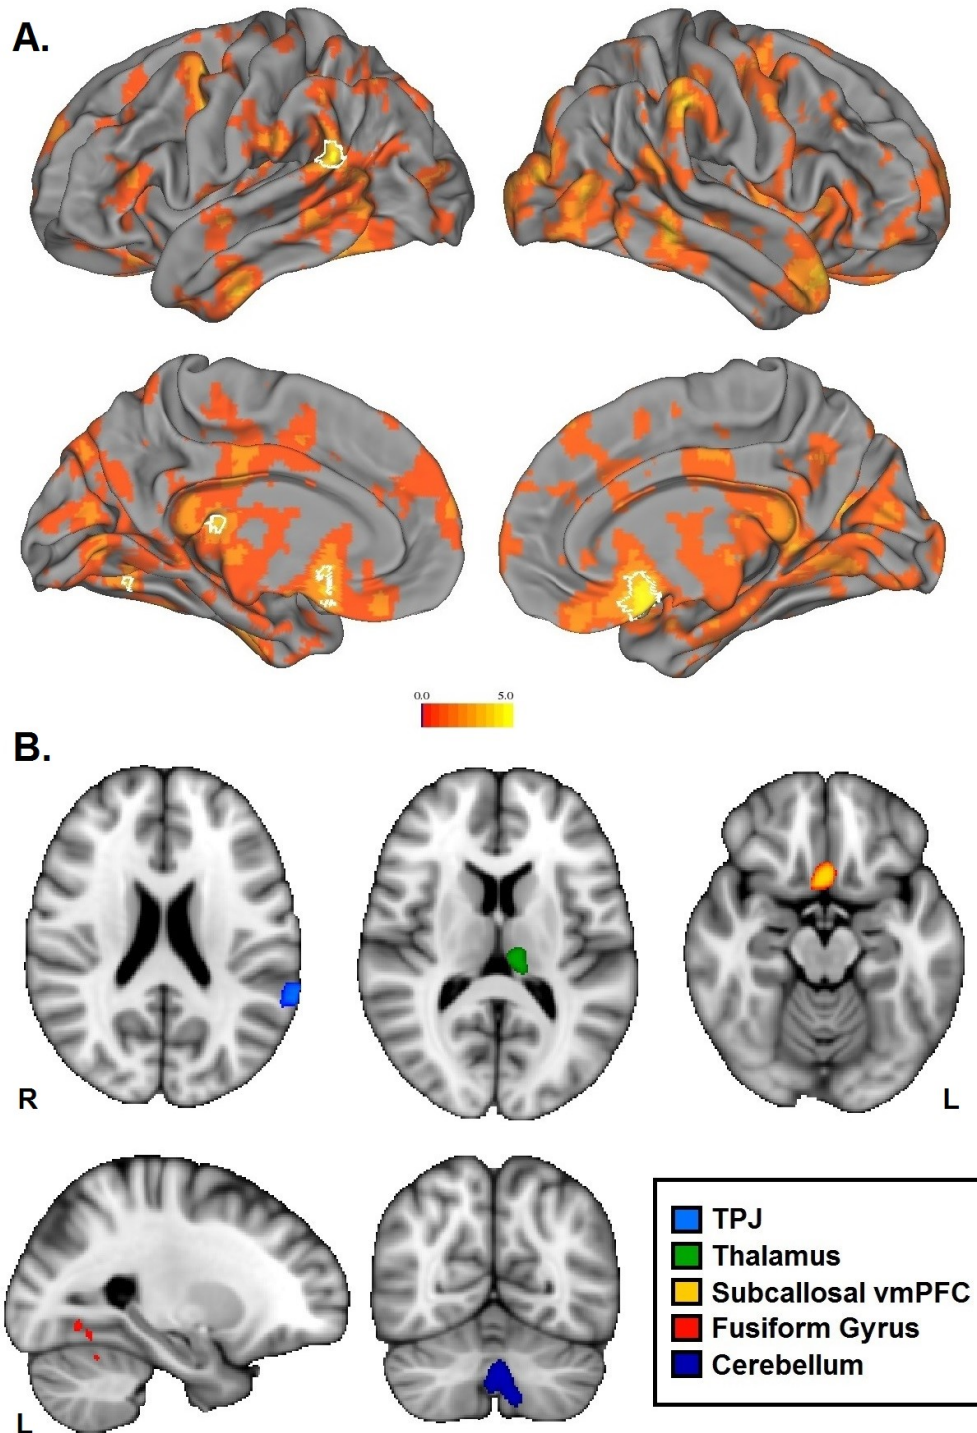 A.
0.0 5.0
B.
R
L
L
TPJ
Thalamus
Subcallosal vmPFC
Fusiform Gyrus
Cerebellum